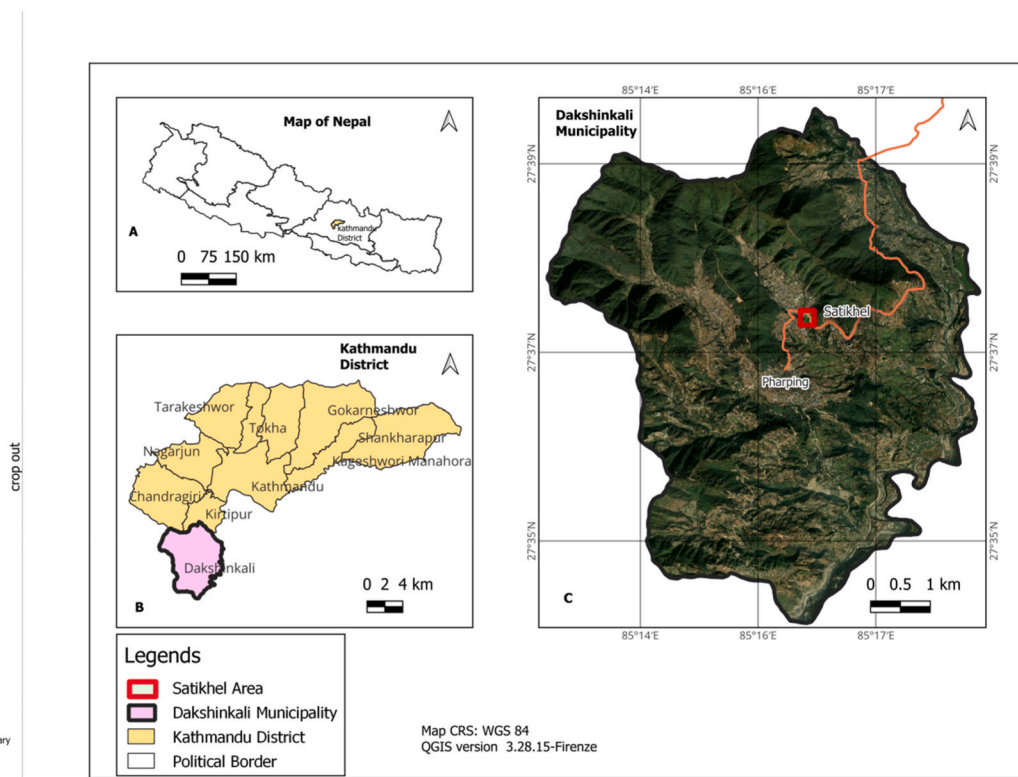 crop out
ary
Map of Nepal
kathmandu
District
A
0 75 150 km
Kathmandu
District
Tarakeshwor
Gokarneshwor
Tokha
Shankharapur
Nagarjun
Kageshwori Manahora
Chandragiri
Kathmandu
Kirtipur
Dakshinkali
0 2 4 km
B
85°14'E 85°16'E 85°17'E
Dakshinkali
Municipality
27°39'N 27°39'N
Satikhel
27°37'N 27°37'N
Pharping
27°35'N 27°35'N
0 0.5 1 km
C
85°14'E 85°16'E 85°17'E
Legends
Satikhel Area
Dakshinkali Municipality
Kathmandu District
Political Border
Map CRS: WGS 84
QGIS version 3.28.15-Firenze